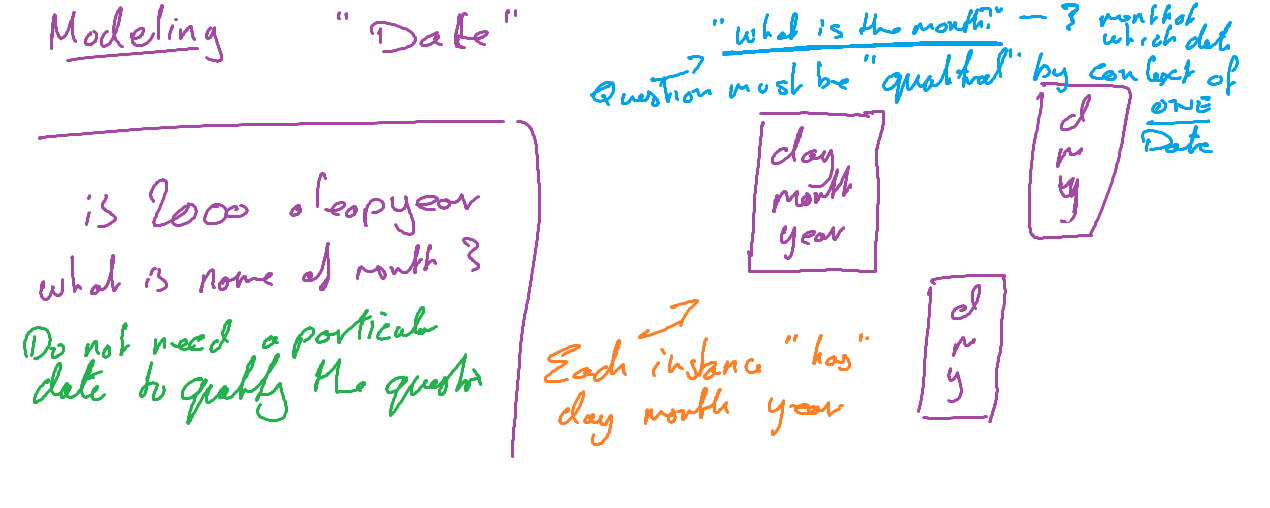 Modeling "Date"
"what is the month?" — ? month of
which date
Question must be "qualified" by context of
ONE
Date
day
month
year
d
m
y
is 2000 a leapyear
what is name of month ?
Do not need a particular
date to qualify the question
d
m
y
Each instance "has"
day month year